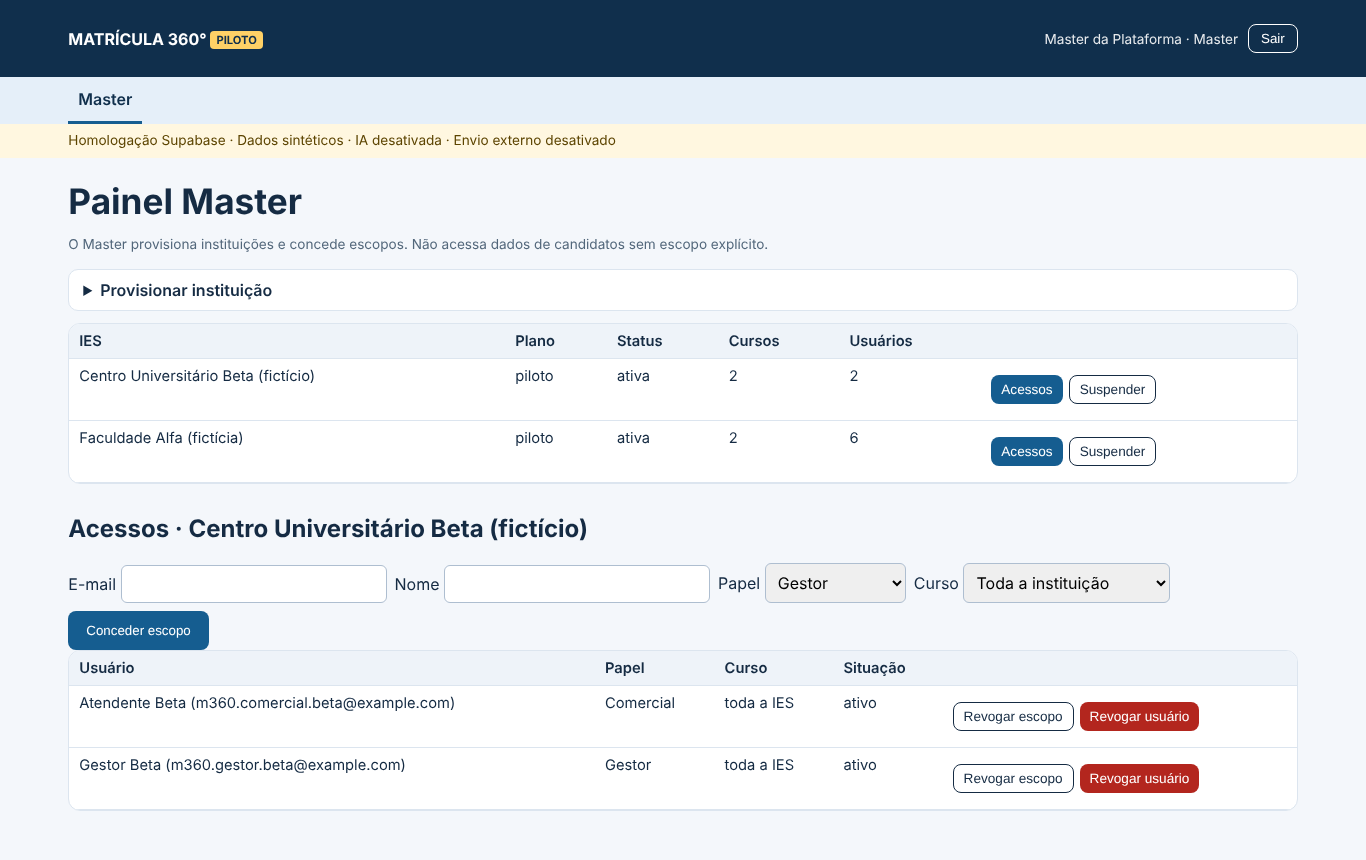 MATRÍCULA 360° PILOTO
Master da Plataforma · Master Sair
Master
Homologação Supabase · Dados sintéticos · IA desativada · Envio externo desativado
Painel Master
O Master provisiona instituições e concede escopos. Não acessa dados de candidatos sem escopo explícito.
Provisionar instituição
IES Plano Status Cursos Usuários
Centro Universitário Beta (fictício) piloto ativa 2 2 Acessos Suspender
Faculdade Alfa (fictícia) piloto ativa 2 6 Acessos Suspender
Acessos · Centro Universitário Beta (fictício)
E-mail Nome Papel Gestor Curso Toda a instituição
Conceder escopo
Usuário Papel Curso Situação
Atendente Beta (m360.comercial.beta@example.com) Comercial toda a IES ativo Revogar escopo Revogar usuário
Gestor Beta (m360.gestor.beta@example.com) Gestor toda a IES ativo Revogar escopo Revogar usuário